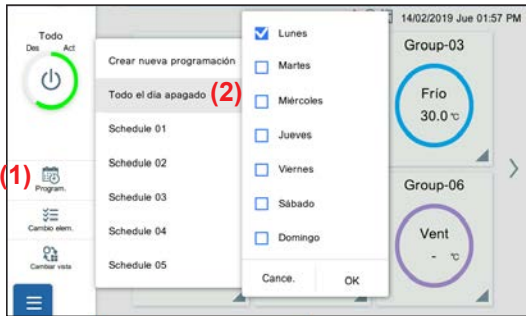 14/02/2019 Jue 01:57 PM
Todo
Des Act
(1)
Program.
Cambio elem.
Cambiar vista
Crear nueva programación
Todo el día apagado (2)
Schedule 01
Schedule 02
Schedule 03
Schedule 04
Schedule 05
Lunes
Martes
Miércoles
Jueves
Viernes
Sábado
Domingo
Cance. OK
Group-03
Frío
30.0 °C
Group-06
Vent
- °C